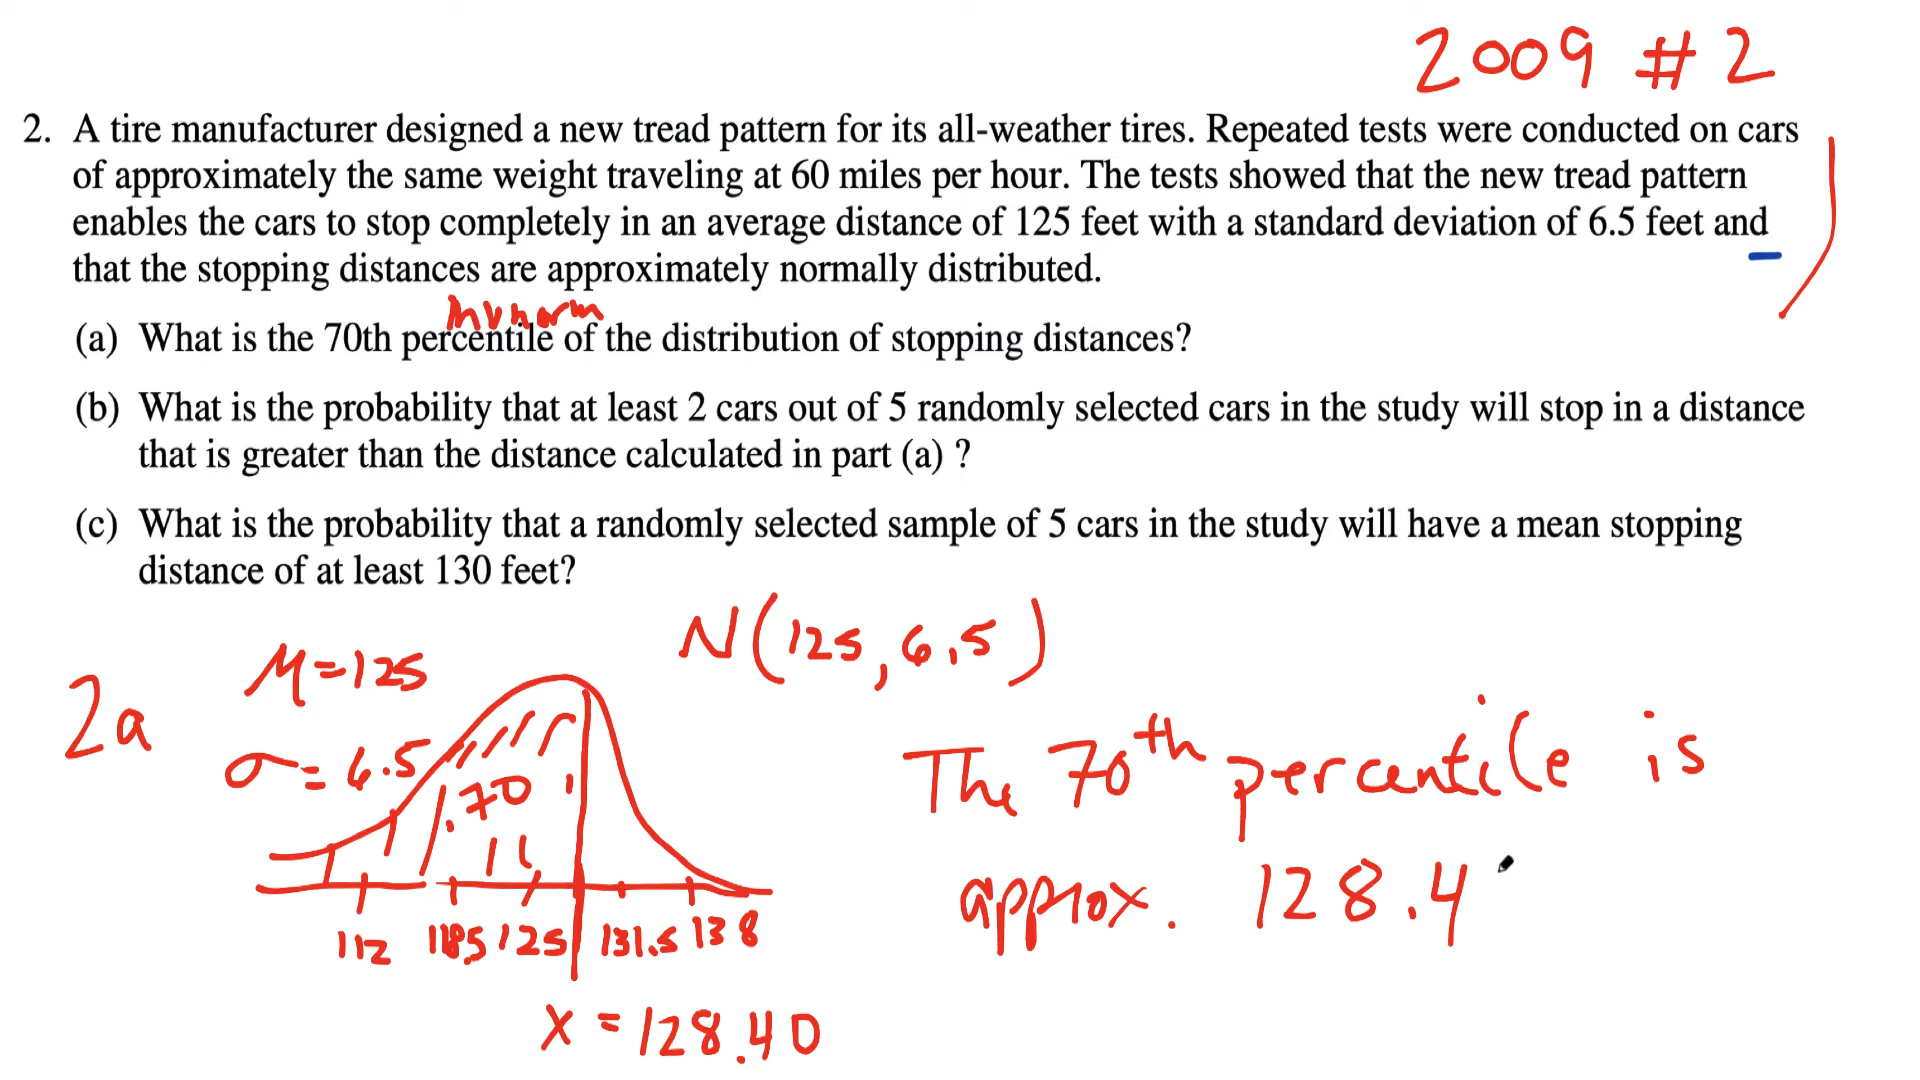 2009 #2
2. A tire manufacturer designed a new tread pattern for its all-weather tires. Repeated tests were conducted on cars
of approximately the same weight traveling at 60 miles per hour. The tests showed that the new tread pattern
enables the cars to stop completely in an average distance of 125 feet with a standard deviation of 6.5 feet and
that the stopping distances are approximately normally distributed.
invnorm
(a) What is the 70th percentile of the distribution of stopping distances?
(b) What is the probability that at least 2 cars out of 5 randomly selected cars in the study will stop in a distance
that is greater than the distance calculated in part (a) ?
(c) What is the probability that a randomly selected sample of 5 cars in the study will have a mean stopping
distance of at least 130 feet?
N(125, 6.5)
2a
μ=125
σ=6.5
.70
112 118.5 125 131.5 138
x = 128.40
The 70th percentile is
approx. 128.4